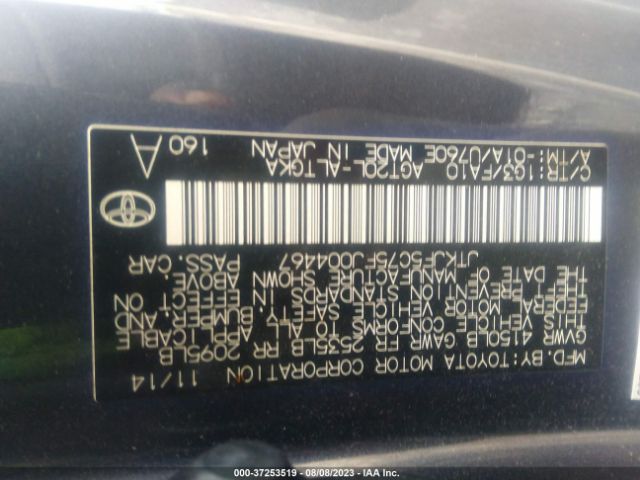 MFD. BY: TOYOTA MOTOR CORPORATION 11/14
GVWR 4150LB GAWR FR 2535LB RR 2095LB
THIS VEHICLE CONFORMS TO ALL APPLICABLE
FEDERAL MOTOR VEHICLE SAFETY, BUMPER, AND
THEFT PREVENTION STANDARDS IN EFFECT ON
THE DATE OF MANUFACTURE SHOWN ABOVE.
JTKJF5C75FJ004467 PASS. CAR
C/TR: 1G3/FA10 AGT20L-ALTGKA
A/TM: -01A/U760E MADE IN JAPAN 160 A
000-37253519 - 08/08/2023 - IAA Inc.